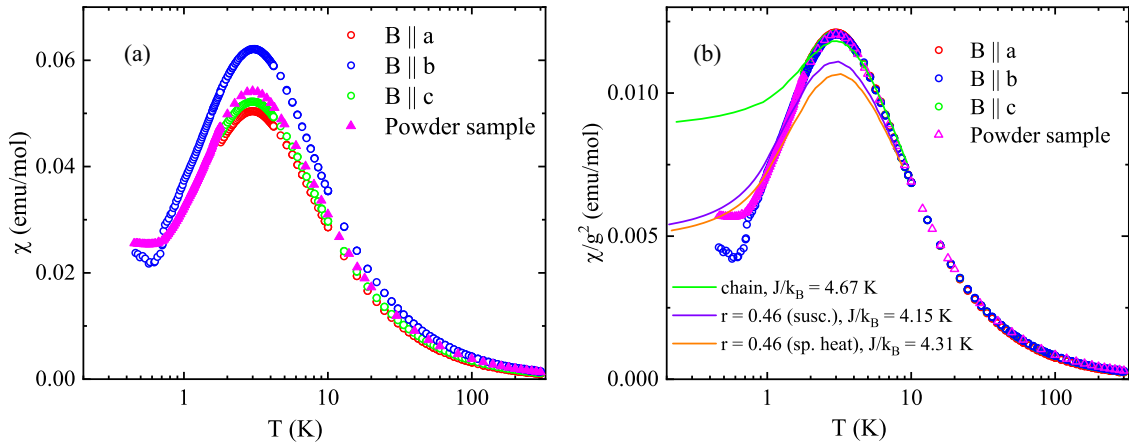 (a)
B || a
B || b
B || c
Powder sample
χ (emu/mol)
0.06
0.04
0.02
0.00
1
10
100
T (K)
(b)
B || a
B || b
B || c
Powder sample
χ/g² (emu/mol)
0.010
0.005
0.000
chain, J/k_B = 4.67 K
r = 0.46 (susc.), J/k_B = 4.15 K
r = 0.46 (sp. heat), J/k_B = 4.31 K
1
10
100
T (K)